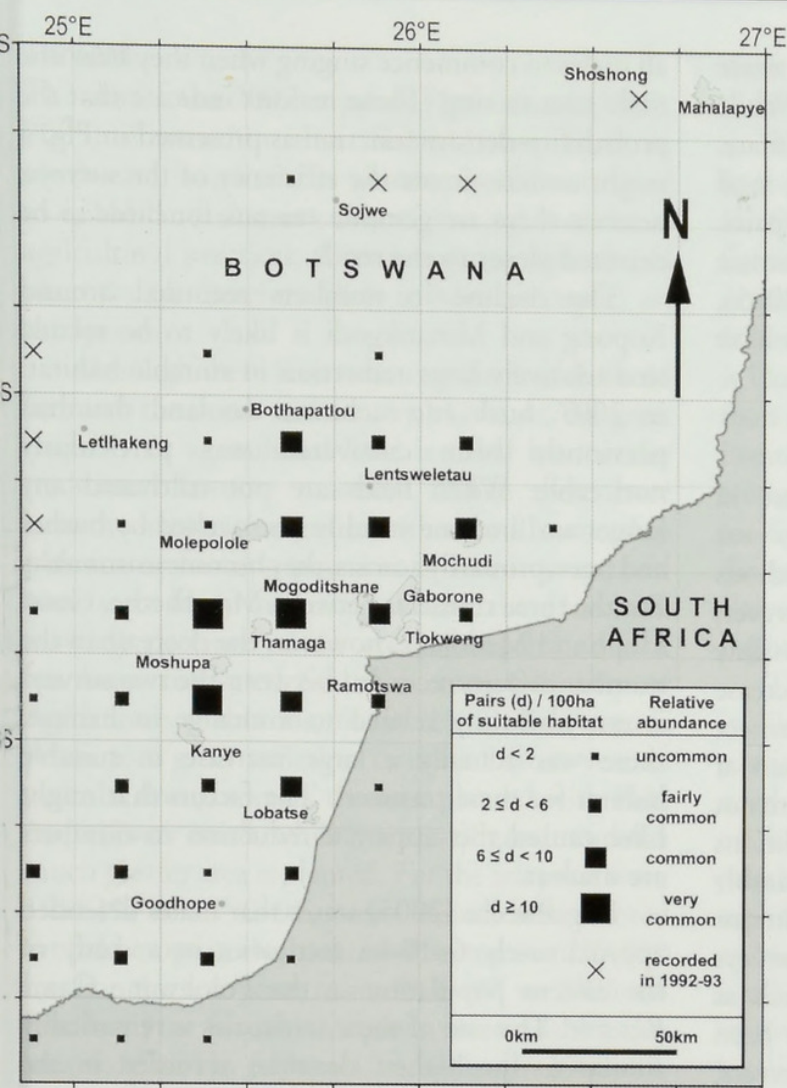 25°E
26°E
27°E
S
Shoshong
Mahalapye
Sojwe
N
BOTSWANA
S
Botlhapatlou
Letlhakeng
Lentsweletau
Molepolole
Mochudi
Mogoditshane
Gaborone
SOUTH
AFRICA
Thamaga
Tlokweng
Moshupa
Ramotswa
S
Kanye
Lobatse
Goodhope
Pairs (d) / 100ha
of suitable habitat
Relative
abundance
d < 2
uncommon
2 ≤ d < 6
fairly
common
6 ≤ d < 10
common
d ≥ 10
very
common
recorded
in 1992-93
0km
50km